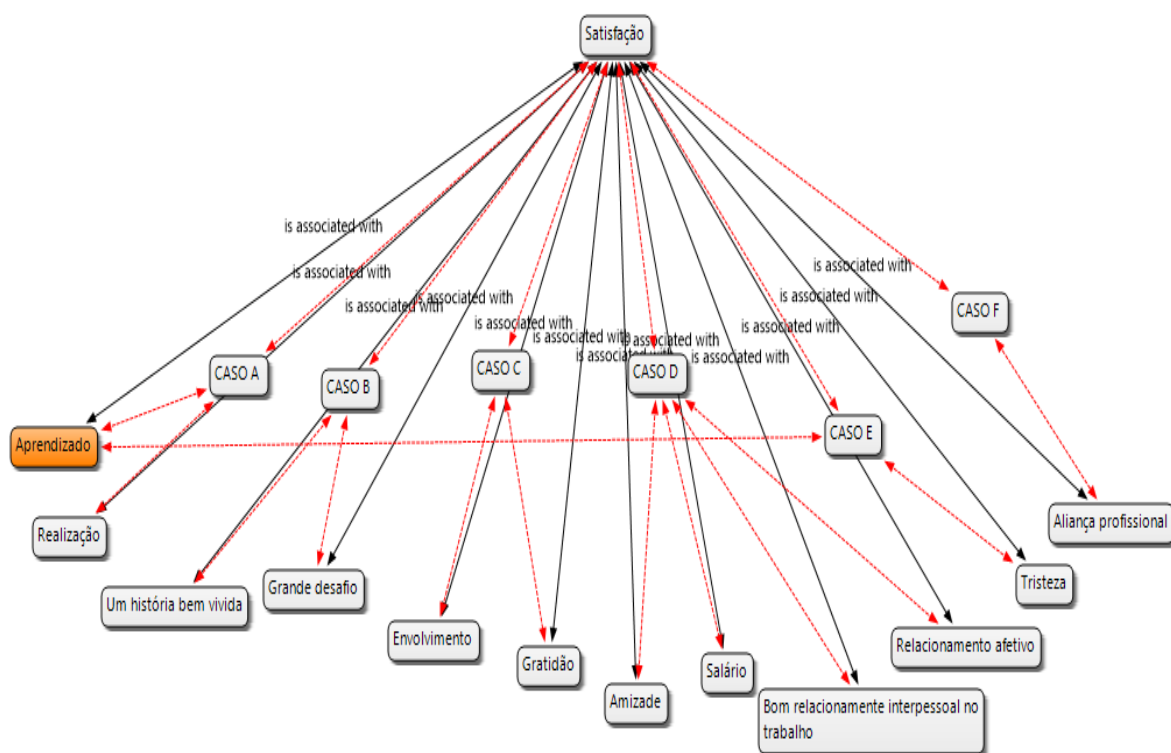 Satisfação
is associated with
is associated with
is associated with
is associated with
is associated with
is associated with
is associated with
is associated with
is associated with
is associated with
is associated with
is associated with
CASO F
CASO A
CASO B
CASO C
CASO D
CASO E
Aprendizado
Realização
Um história bem vivida
Grande desafio
Envolvimento
Gratidão
Amizade
Salário
Bom relacionamente interpessoal no
trabalho
Relacionamento afetivo
Tristeza
Aliança profissional